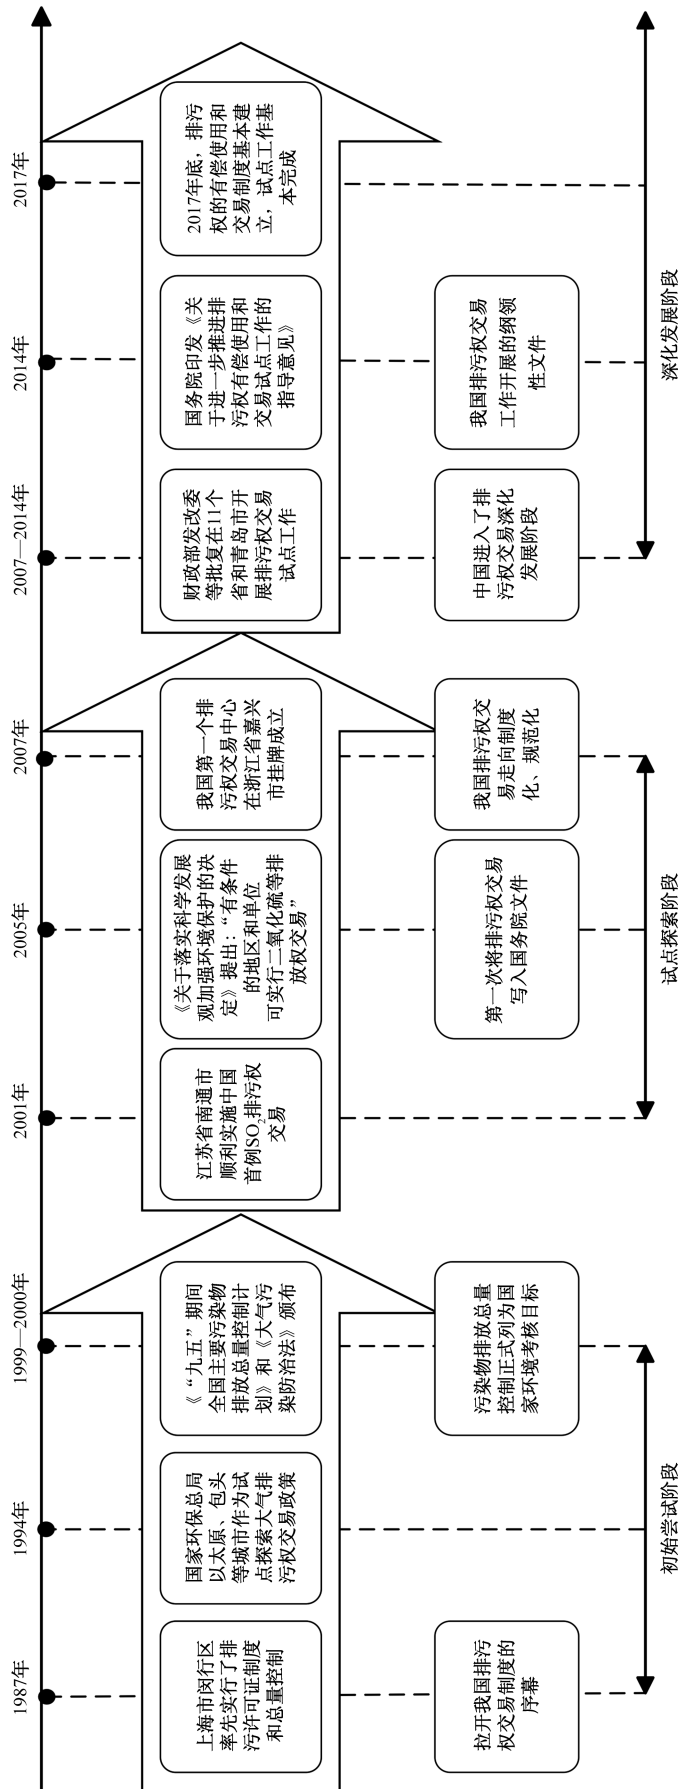 1987年
1994年
1999—2000年
2001年
2005年
2007年
2007—2014年
2014年
2017年
上海市闵行区
率先实行了排
污许可证制度
和总量控制
国家环保总局
以太原、包头
等城市作为试
点探索大气排
污权交易政策
《“九五”期间
全国主要污染物
排放总量控制计
划》和《大气污
染防治法》颁布
江苏省南通市
顺利实施中国
首例SO₂排污权
交易
《关于落实科学发展
观加强环境保护的决
定》提出：“有条件
的地区和单位
可实行二氧化硫等排
放权交易”
我国第一个排
污权交易中心
在浙江省嘉兴
市挂牌成立
财政部发改委
等批复在11个
省和青岛市开
展排污权交易
试点工作
国务院印发《关
于进一步推进排
污权有偿使用和
交易试点工作的
指导意见》
2017年底，排污
权的有偿使用和
交易制度基本建
立，试点工作基
本完成
拉开我国排污
权交易制度的
序幕
污染物排放总量
控制正式列为国
家环境考核目标
第一次将排污权交易
写入国务院文件
我国排污权交
易走向制度
化、规范化
中国进入了排
污权交易深化
发展阶段
我国排污权交易
工作开展的纲领
性文件
初始尝试阶段
试点探索阶段
深化发展阶段